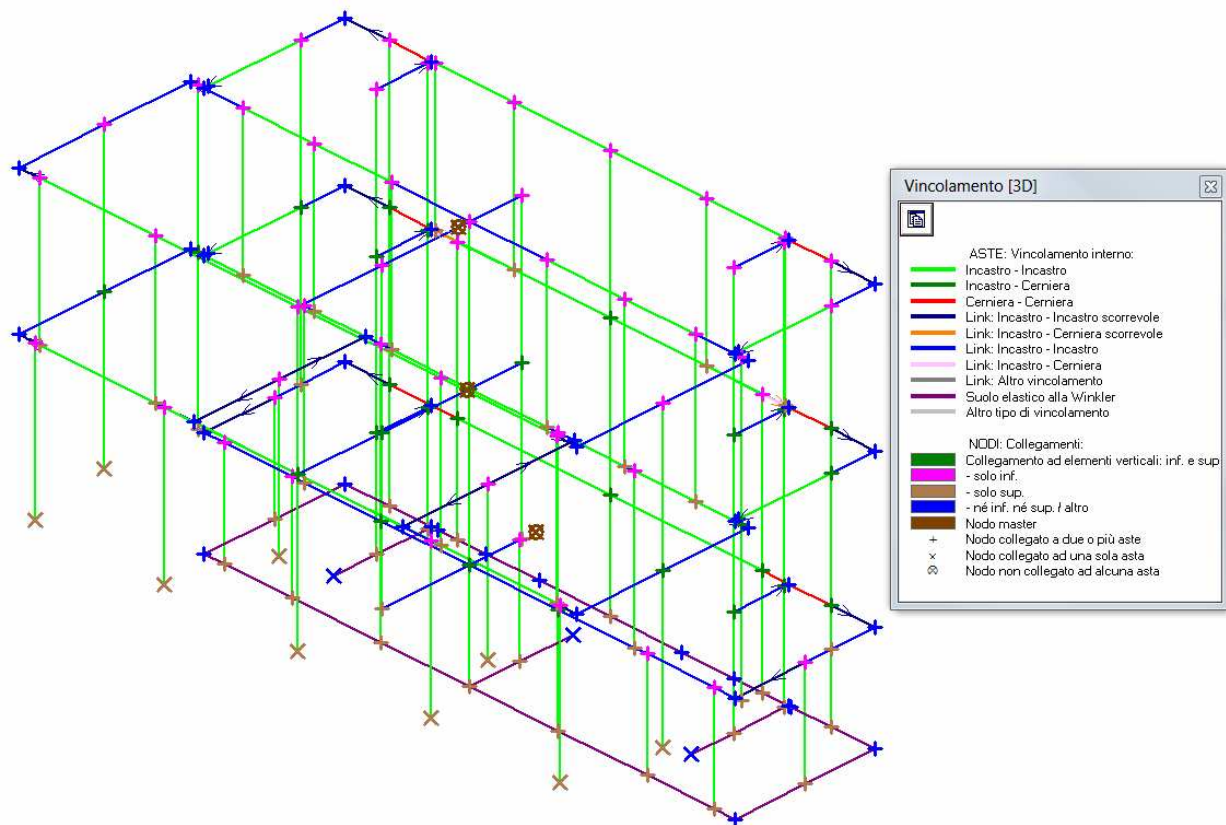 Vincolamento [3D]
ASTE: Vincolamento interno:
Incastro - Incastro
Incastro - Cerniera
Cerniera - Cerniera
Link: Incastro - Incastro scorrevole
Link: Incastro - Cerniera scorrevole
Link: Incastro - Incastro
Link: Incastro - Cerniera
Link: Altro vincolamento
Suolo elastico alla Winkler
Altro tipo di vincolamento
NODI: Collegamenti:
Collegamento ad elementi verticali: inf. e sup
- solo inf.
- solo sup.
- né inf. né sup. / altro
Nodo master
Nodo collegato a due o più aste
Nodo collegato ad una sola asta
Nodo non collegato ad alcuna asta